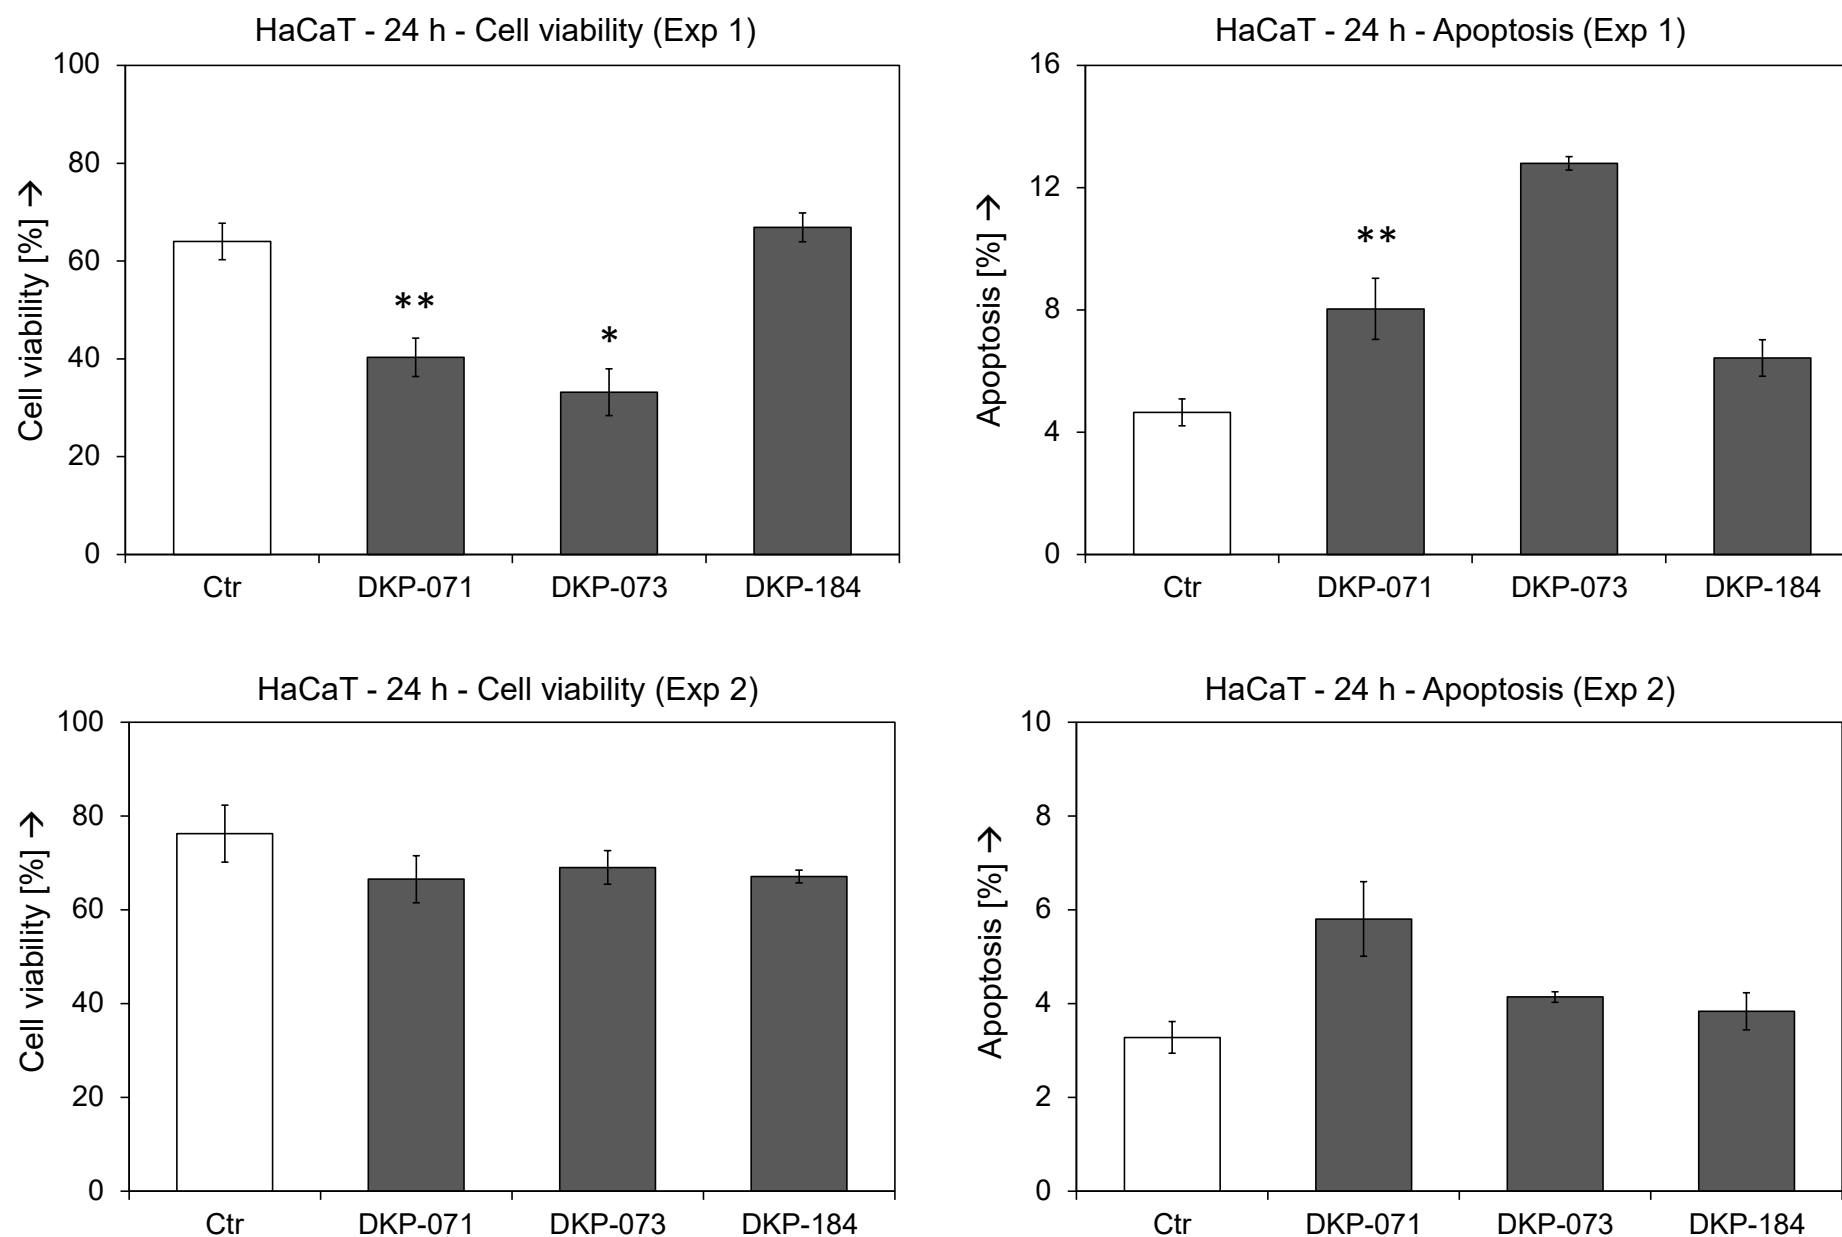 HaCaT - 24 h - Cell viability (Exp 1)
Cell viability [%] →
100
80
60
40
20
0
**
*
Ctr DKP-071 DKP-073 DKP-184
HaCaT - 24 h - Apoptosis (Exp 1)
Apoptosis [%] →
16
12
8
4
0
**
Ctr DKP-071 DKP-073 DKP-184
HaCaT - 24 h - Cell viability (Exp 2)
Cell viability [%] →
100
80
60
40
20
0
Ctr DKP-071 DKP-073 DKP-184
HaCaT - 24 h - Apoptosis (Exp 2)
Apoptosis [%] →
10
8
6
4
2
0
Ctr DKP-071 DKP-073 DKP-184